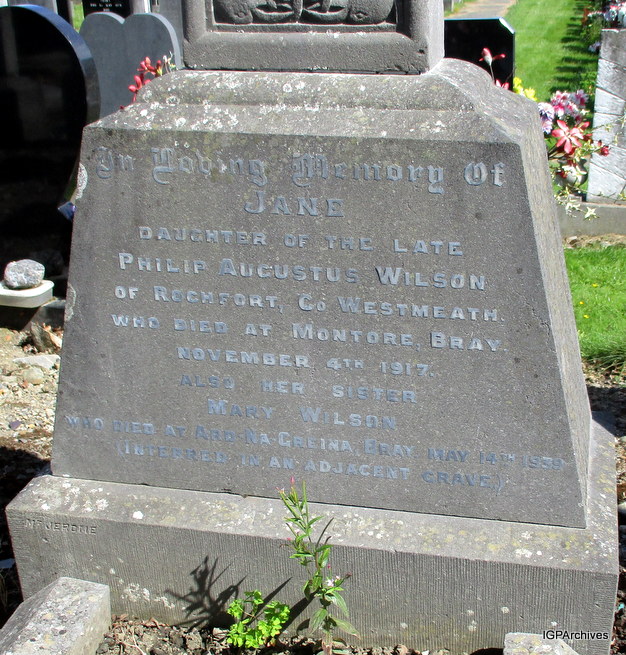 In Loving Memory Of
JANE
DAUGHTER OF THE LATE
PHILIP AUGUSTUS WILSON
OF ROCHFORT, Co WESTMEATH.
WHO DIED AT MONTORE, BRAY.
NOVEMBER 4TH 1917.
ALSO HER SISTER
MARY WILSON
WHO DIED AT ARD-NA-GREINA, BRAY MAY 14TH 1939
(INTERRED IN AN ADJACENT GRAVE.)
MT JEROME
IGPArchives